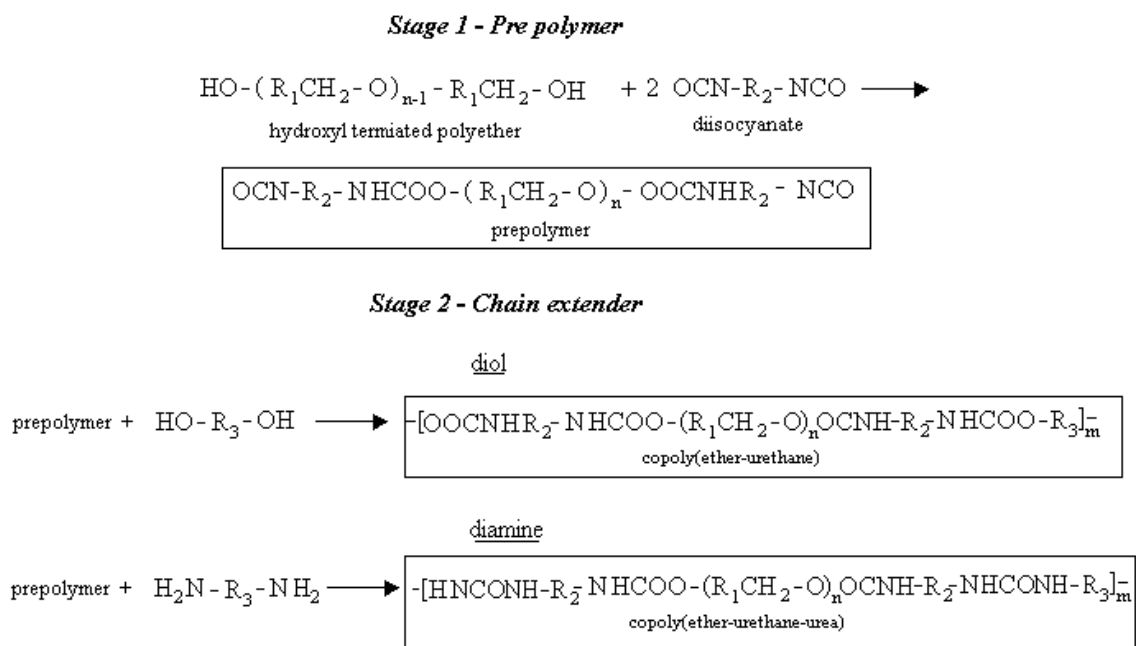 Stage 1 - Pre polymer
HO-(R₁CH₂-O)ₙ₋₁-R₁CH₂-OH + 2 OCN-R₂-NCO ⟶
hydroxyl termiated polyether diisocyanate
OCN-R₂-NHCOO-(R₁CH₂-O)ₙ-OOCNHR₂-NCO
prepolymer
Stage 2 - Chain extender
diol
prepolymer + HO-R₃-OH ⟶ -[OOCNHR₂-NHCOO-(R₁CH₂-O)ₙOCNH-R₂-NHCOO-R₃]ₘ-
copoly(ether-urethane)
diamine
prepolymer + H₂N-R₃-NH₂ ⟶ -[HNCONH-R₂-NHCOO-(R₁CH₂-O)ₙOCNH-R₂-NHCONH-R₃]ₘ-
copoly(ether-urethane-urea)